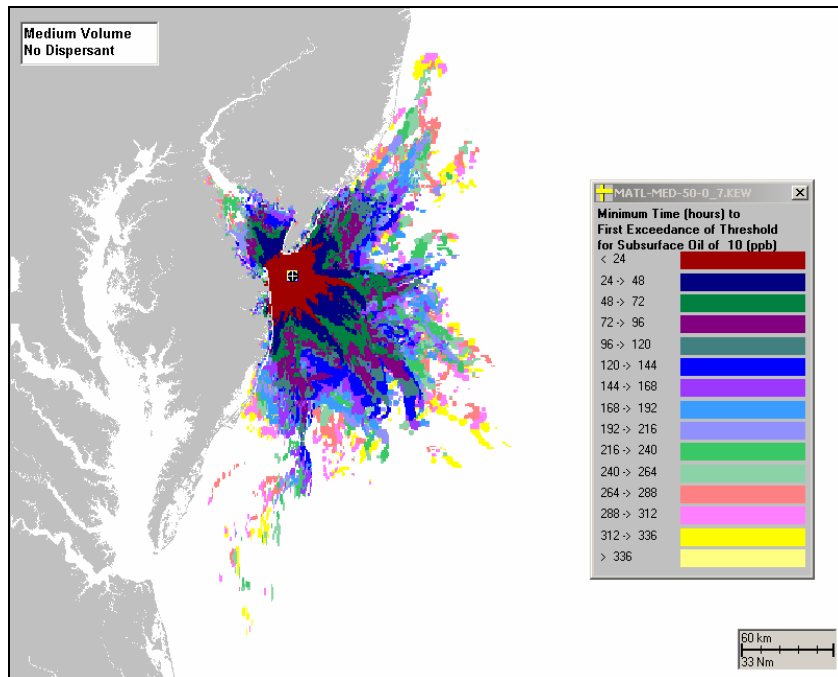 Medium Volume
No Dispersant
MATL-MED-50-0_7.KEW
Minimum Time (hours) to
First Exceedance of Threshold
for Subsurface Oil of 10 (ppb)
< 24
24 -> 48
48 -> 72
72 -> 96
96 -> 120
120 -> 144
144 -> 168
168 -> 192
192 -> 216
216 -> 240
240 -> 264
264 -> 288
288 -> 312
312 -> 336
> 336
60 km
33 Nm